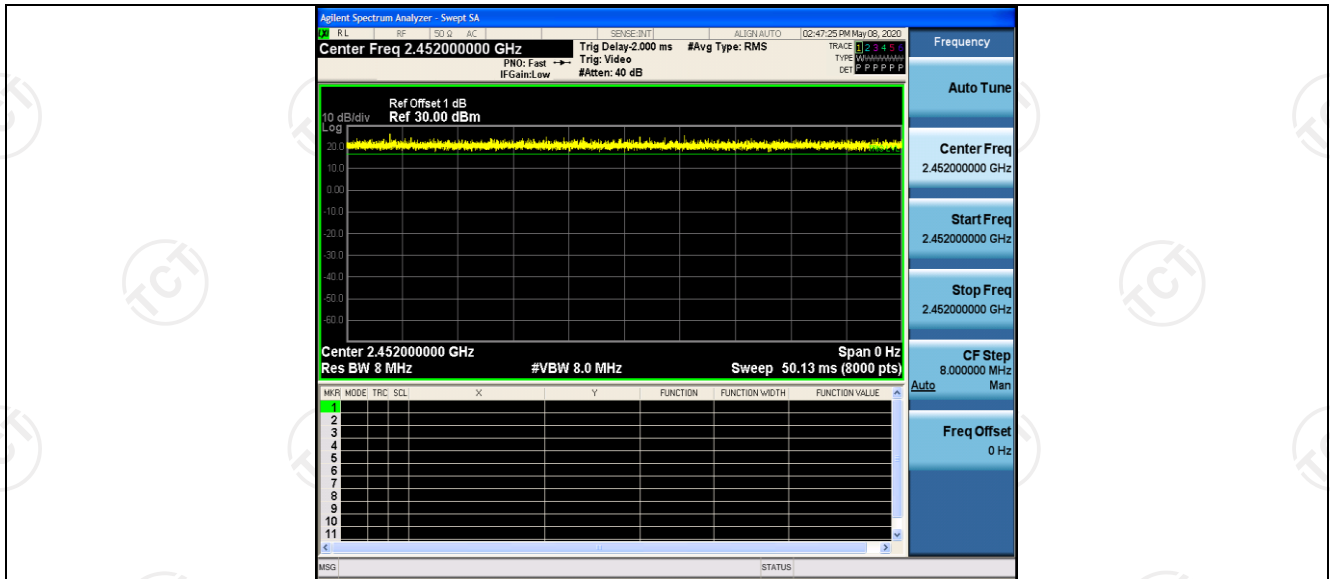 Agilent Spectrum Analyzer - Swept SA
RL RF 50 Ω AC SENSE:INT ALIGN AUTO 02:47:25 PM May 08, 2020
Center Freq 2.452000000 GHz
PNO: Fast
IFGain:Low
Trig Delay-2.000 ms
Trig: Video
#Atten: 40 dB
#Avg Type: RMS
TRACE 1 2 3 4 5 6
TYPE
DET P P P P P P
Ref Offset 1 dB
10 dB/div Ref 30.00 dBm
Log
20.0
10.0
0.00
-10.0
-20.0
-30.0
-40.0
-50.0
-60.0
Center 2.452000000 GHz Span 0 Hz
Res BW 8 MHz #VBW 8.0 MHz Sweep 50.13 ms (8000 pts)
MKR MODE TRC SCL X Y FUNCTION FUNCTION WIDTH FUNCTION VALUE
1
2
3
4
5
6
7
8
9
10
11
MSG STATUS
Frequency
Auto Tune
Center Freq
2.452000000 GHz
Start Freq
2.452000000 GHz
Stop Freq
2.452000000 GHz
CF Step
8.000000 MHz
Auto Man
Freq Offset
0 Hz
TCT
TCT